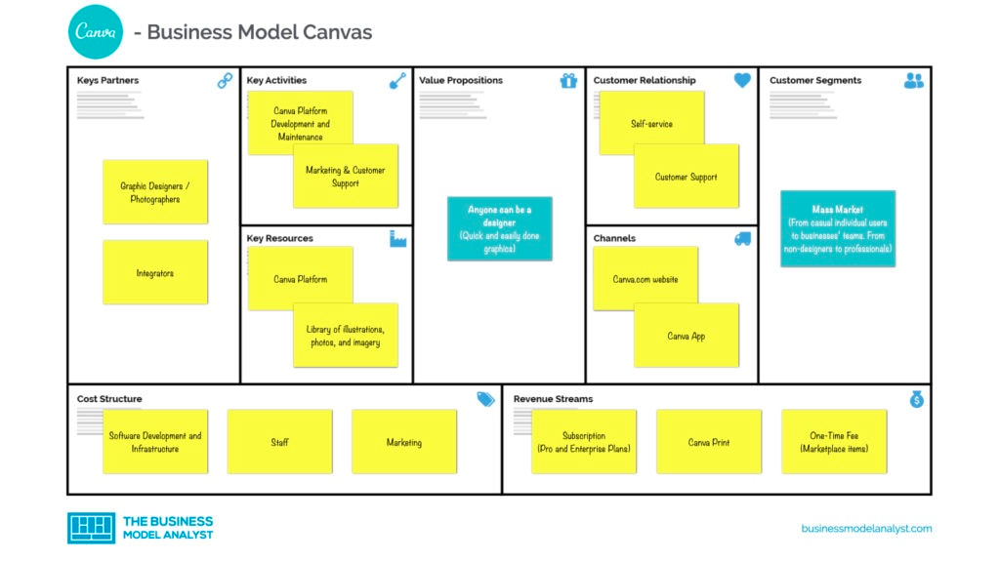 Canva - Business Model Canvas
Keys Partners
Graphic Designers /
Photographers
Integrators
Key Activities
Canva Platform
Development and
Maintenance
Marketing & Customer
Support
Key Resources
Canva Platform
Library of illustrations,
photos, and imagery
Value Propositions
Anyone can be a
designer
(Quick and easily done
graphics)
Customer Relationship
Self-service
Customer Support
Channels
Canva.com website
Canva App
Customer Segments
Mass Market
(From casual individual users
to businesses' teams. From
non-designers to professionals)
Cost Structure
Software Development and
Infrastructure
Staff
Marketing
Revenue Streams
Subscription
(Pro and Enterprise Plans)
Canva Print
One-Time Fee
(Marketplace items)
THE BUSINESS
MODEL ANALYST
businessmodelanalyst.com